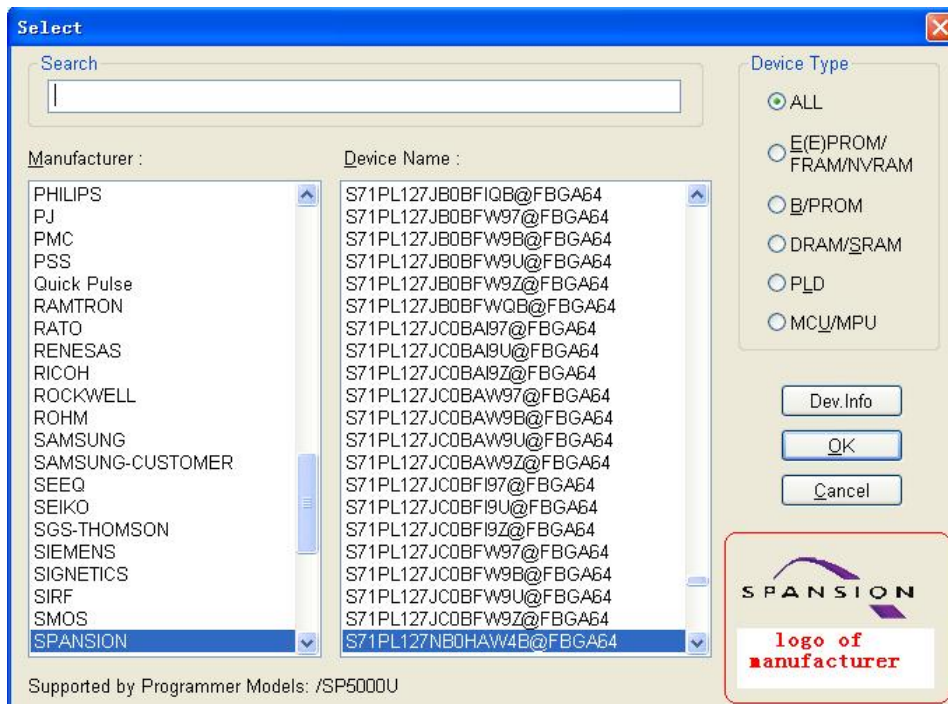 Select
Search
Manufacturer :
PHILIPS
PJ
PMC
PSS
Quick Pulse
RAMTRON
RATO
RENESAS
RICOH
ROCKWELL
ROHM
SAMSUNG
SAMSUNG-CUSTOMER
SEEQ
SEIKO
SGS-THOMSON
SIEMENS
SIGNETICS
SIRF
SMOS
SPANSION
Device Name :
S71PL127JB0BFIQB@FBGA64
S71PL127JB0BFW97@FBGA64
S71PL127JB0BFW9B@FBGA64
S71PL127JB0BFW9U@FBGA64
S71PL127JB0BFW9Z@FBGA64
S71PL127JB0BFWQB@FBGA64
S71PL127JC0BAI97@FBGA64
S71PL127JC0BAI9U@FBGA64
S71PL127JC0BAI9Z@FBGA64
S71PL127JC0BAW97@FBGA64
S71PL127JC0BAW9B@FBGA64
S71PL127JC0BAW9U@FBGA64
S71PL127JC0BAW9Z@FBGA64
S71PL127JC0BFI97@FBGA64
S71PL127JC0BFI9U@FBGA64
S71PL127JC0BFI9Z@FBGA64
S71PL127JC0BFW97@FBGA64
S71PL127JC0BFW9B@FBGA64
S71PL127JC0BFW9U@FBGA64
S71PL127JC0BFW9Z@FBGA64
S71PL127NB0HAW4B@FBGA64
Device Type
ALL
E(E)PROM/
FRAM/NVRAM
B/PROM
DRAM/SRAM
PLD
MCU/MPU
Dev.Info
OK
Cancel
SPANSION
logo of
manufacturer
Supported by Programmer Models: /SP5000U